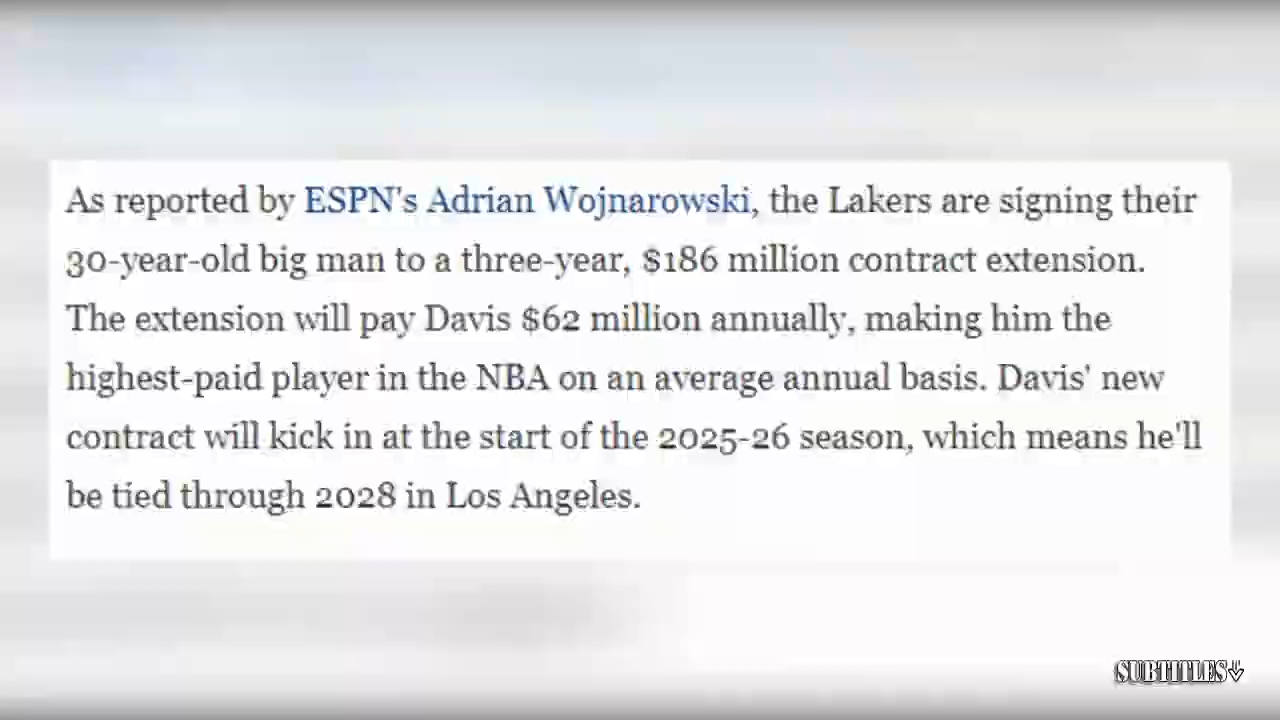 As reported by ESPN's Adrian Wojnarowski, the Lakers are signing their
30-year-old big man to a three-year, $186 million contract extension.
The extension will pay Davis $62 million annually, making him the
highest-paid player in the NBA on an average annual basis. Davis' new
contract will kick in at the start of the 2025-26 season, which means he'll
be tied through 2028 in Los Angeles.
SUBTITLES